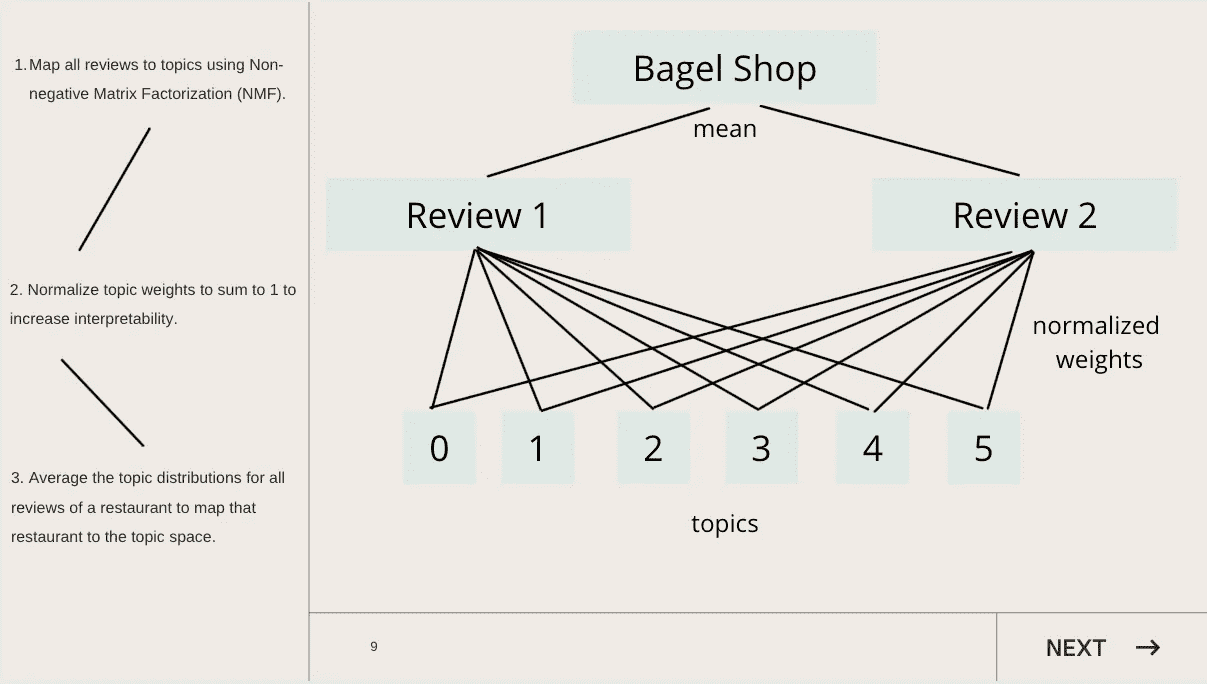 1. Map all reviews to topics using Non-
negative Matrix Factorization (NMF).
2. Normalize topic weights to sum to 1 to
increase interpretability.
3. Average the topic distributions for all
reviews of a restaurant to map that
restaurant to the topic space.
Bagel Shop
mean
Review 1
Review 2
normalized
weights
0 1 2 3 4 5
topics
9
NEXT →